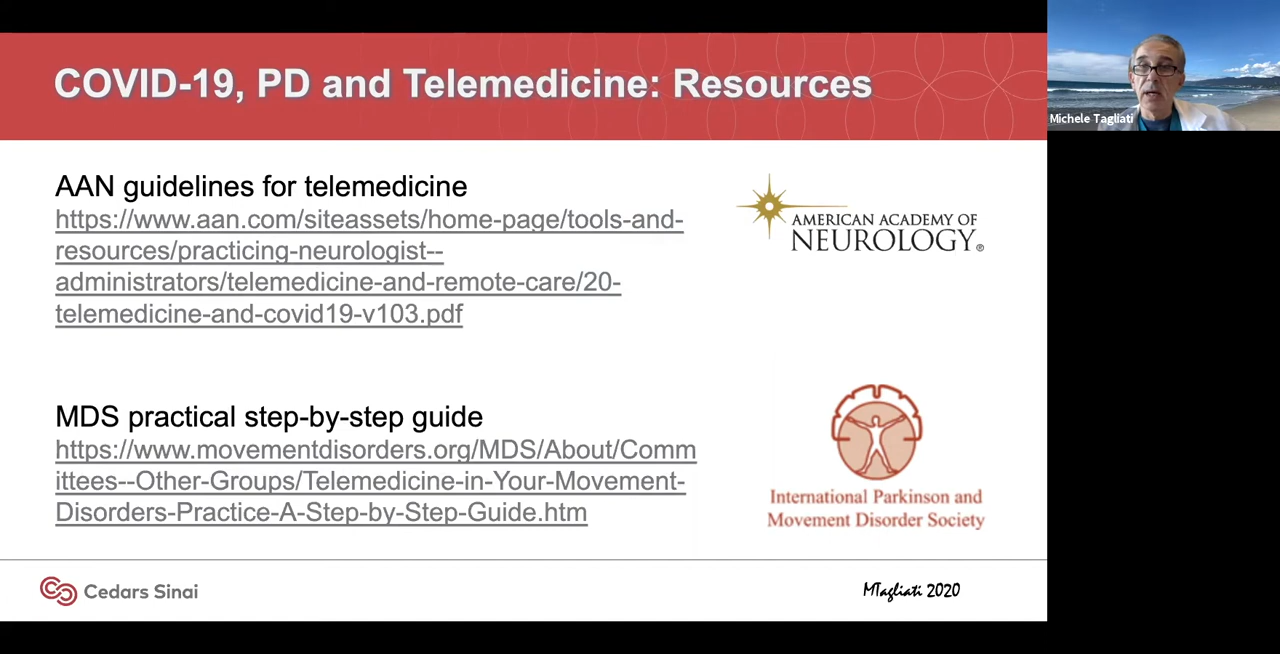 COVID-19, PD and Telemedicine: Resources
Michele Tagliati
AAN guidelines for telemedicine
https://www.aan.com/siteassets/home-page/tools-and-
resources/practicing-neurologist--
administrators/telemedicine-and-remote-care/20-
telemedicine-and-covid19-v103.pdf
AMERICAN ACADEMY OF
NEUROLOGY®
MDS practical step-by-step guide
https://www.movementdisorders.org/MDS/About/Comm
ittees--Other-Groups/Telemedicine-in-Your-Movement-
Disorders-Practice-A-Step-by-Step-Guide.htm
International Parkinson and
Movement Disorder Society
Cedars Sinai
MTagliati 2020